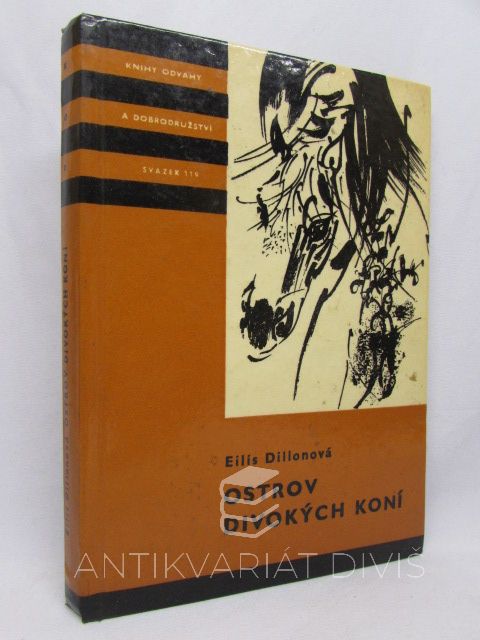 KNIHY ODVAHY
A DOBRODRUŽSTVÍ
SVAZEK 119
Eilís Dillonová
OSTROV
DIVOKÝCH KONÍ
Eilís Dillonová OSTROV DIVOKÝCH KONÍ
ANTIKVARIÁT DIVIŠ